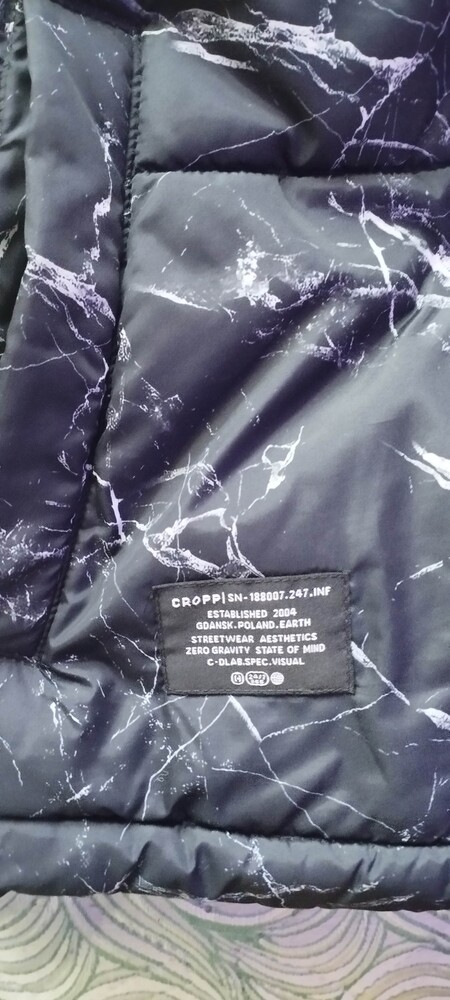 CROPP|SN-188007.247.INF
ESTABLISHED 2004
GDANSK.POLAND.EARTH
STREETWEAR AESTHETICS
ZERO GRAVITY STATE OF MIND
C-DLAB.SPEC.VISUAL